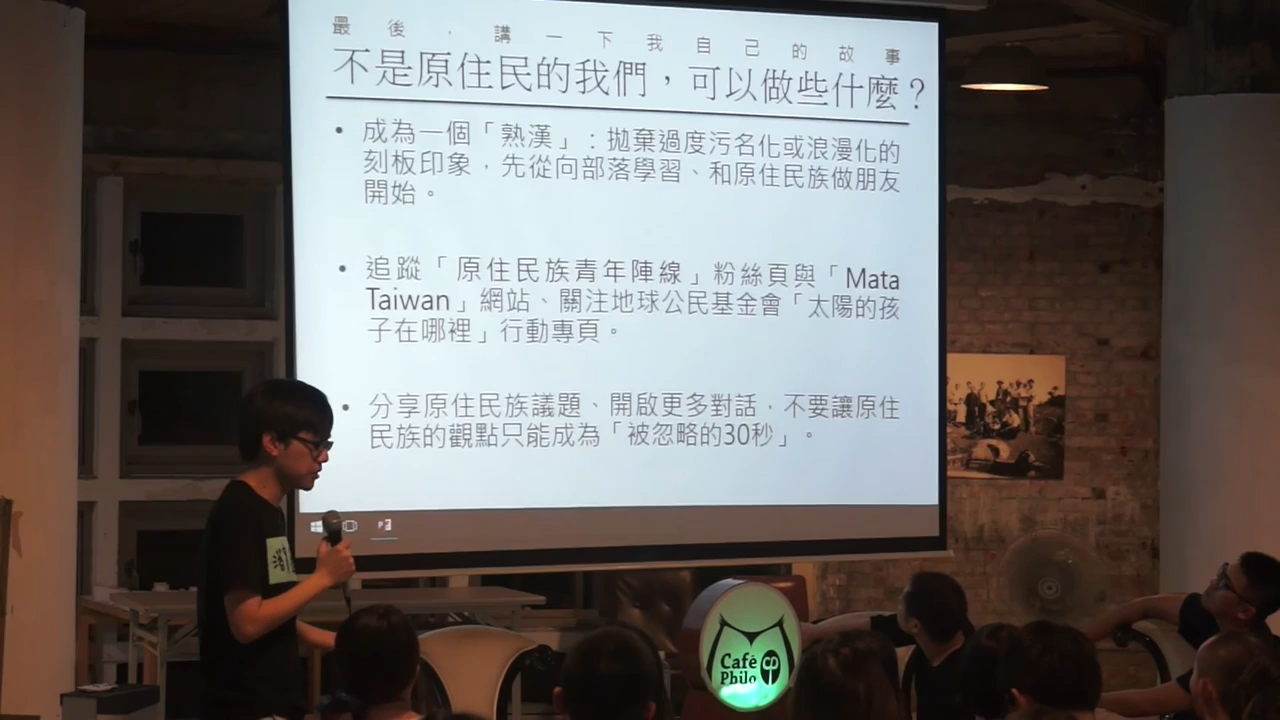 最後，講一下我自己的故事
不是原住民的我們，可以做些什麼？
• 成為一個「熟漢」：拋棄過度污名化或浪漫化的
刻板印象，先從向部落學習、和原住民族做朋友
開始。
• 追蹤「原住民族青年陣線」粉絲頁與「Mata
Taiwan」網站、關注地球公民基金會「太陽的孩
子在哪裡」行動專頁。
• 分享原住民族議題、開啟更多對話，不要讓原住
民族的觀點只能成為「被忽略的30秒」。
Café
Philo